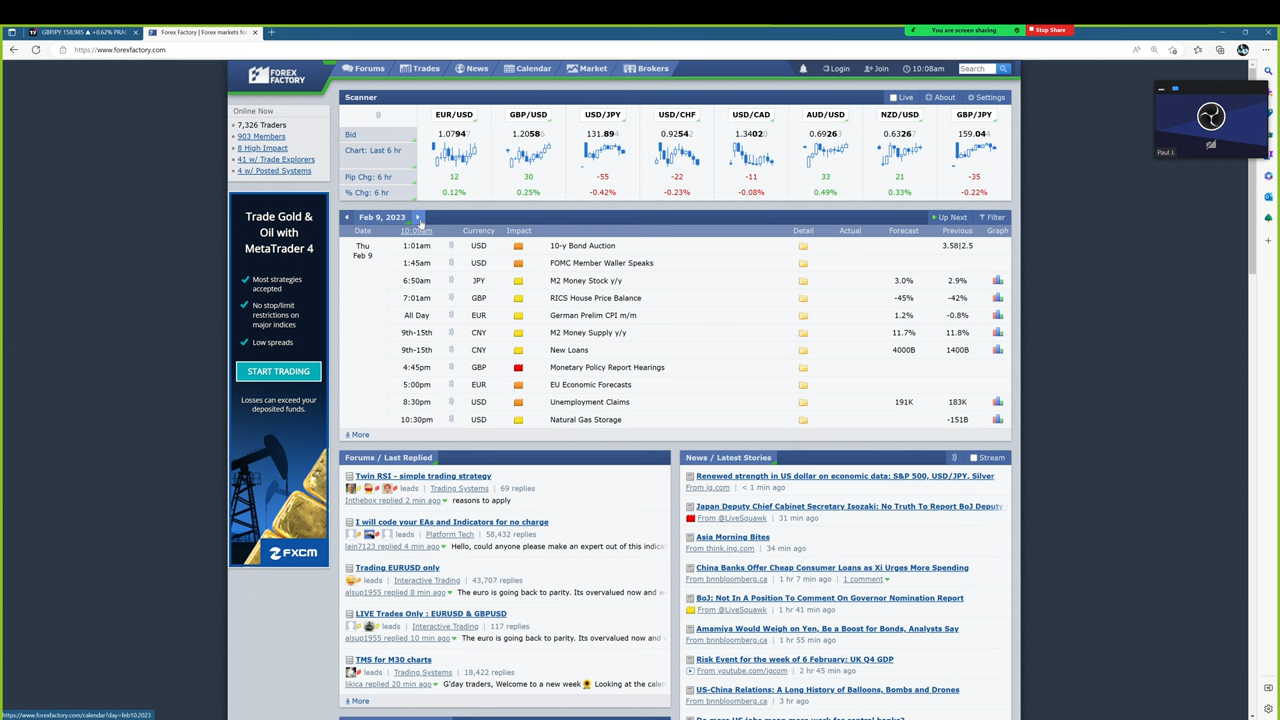 GBPJPY 158.985 ▲ +0.62% PRA
Forex Factory | Forex markets for
You are screen sharing
Stop Share
https://www.forexfactory.com
FOREX FACTORY
Forums
Trades
News
Calendar
Market
Brokers
Login
Join
10:08am
Search
Online Now
7,326 Traders
903 Members
8 High Impact
41 w/ Trade Explorers
4 w/ Posted Systems
Scanner
Live
About
Settings
EUR/USD GBP/USD USD/JPY USD/CHF USD/CAD AUD/USD NZD/USD GBP/JPY
Bid 1.07947 1.20586 131.894 0.92542 1.34020 0.69263 0.63267 159.044
Chart: Last 6 hr
Pip Chg: 6 hr 12 30 -55 -22 -11 33 21 -35
% Chg: 6 hr 0.12% 0.25% -0.42% -0.23% -0.08% 0.49% 0.33% -0.22%
Paul J.
Trade Gold &
Oil with
MetaTrader 4
Most strategies
accepted
No stop/limit
restrictions on
major indices
Low spreads
START TRADING
Losses can exceed your
deposited funds.
FXCM
Feb 9, 2023
Up Next
Filter
Date 10:09am Currency Impact Detail Actual Forecast Previous Graph
Thu
Feb 9
1:01am USD 10-y Bond Auction 3.58|2.5
1:45am USD FOMC Member Waller Speaks
6:50am JPY M2 Money Stock y/y 3.0% 2.9%
7:01am GBP RICS House Price Balance -45% -42%
All Day EUR German Prelim CPI m/m 1.2% -0.8%
9th-15th CNY M2 Money Supply y/y 11.7% 11.8%
9th-15th CNY New Loans 4000B 1400B
4:45pm GBP Monetary Policy Report Hearings
5:00pm EUR EU Economic Forecasts
8:30pm USD Unemployment Claims 191K 183K
10:30pm USD Natural Gas Storage -151B
More
Forums / Last Replied
Twin RSI - simple trading strategy
leads | Trading Systems | 69 replies
Inthebox replied 2 min ago reasons to apply
I will code your EAs and Indicators for no charge
leads | Platform Tech | 58,432 replies
lain7123 replied 4 min ago Hello, could anyone please make an expert out of this indica
Trading EURUSD only
leads | Interactive Trading | 43,707 replies
alsup1955 replied 8 min ago The euro is going back to parity. Its overvalued now and w
LIVE Trades Only : EURUSD & GBPUSD
leads | Interactive Trading | 117 replies
alsup1955 replied 10 min ago The euro is going back to parity. Its overvalued now and
TMS for M30 charts
leads | Trading Systems | 18,422 replies
likica replied 20 min ago G'day traders, Welcome to a new week Looking at the cale
More
News / Latest Stories
Stream
Renewed strength in US dollar on economic data: S&P 500, USD/JPY, Silver
From ig.com | < 1 min ago
Japan Deputy Chief Cabinet Secretary Isozaki: No Truth To Report BoJ Deputy
From @LiveSquawk | 31 min ago
Asia Morning Bites
From think.ing.com | 34 min ago
China Banks Offer Cheap Consumer Loans as Xi Urges More Spending
From bnnbloomberg.ca | 1 hr 7 min ago | 1 comment
BoJ: Not In A Position To Comment On Governor Nomination Report
From @LiveSquawk | 1 hr 41 min ago
Amamiya Would Weigh on Yen, Be a Boost for Bonds, Analysts Say
From bnnbloomberg.ca | 1 hr 55 min ago
Risk Event for the week of 6 February: UK Q4 GDP
From youtube.com/igcom | 2 hr 45 min ago
US-China Relations: A Long History of Balloons, Bombs and Drones
From bnnbloomberg.ca | 3 hr ago
https://www.forexfactory.com/calendar?day=feb10.2023